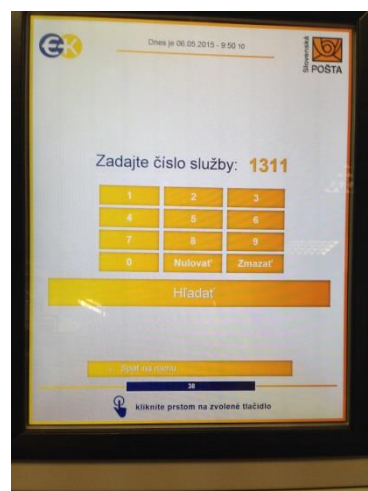 €K
Dnes je 06.05.2015 - 9:50
Slovenská
POŠTA
Zadajte číslo služby: 1311
1 2 3
4 5 6
7 8 9
0 Nulovať Zmazať
Hľadať
Späť na menu
38
kliknite prstom na zvolené tlačidlo